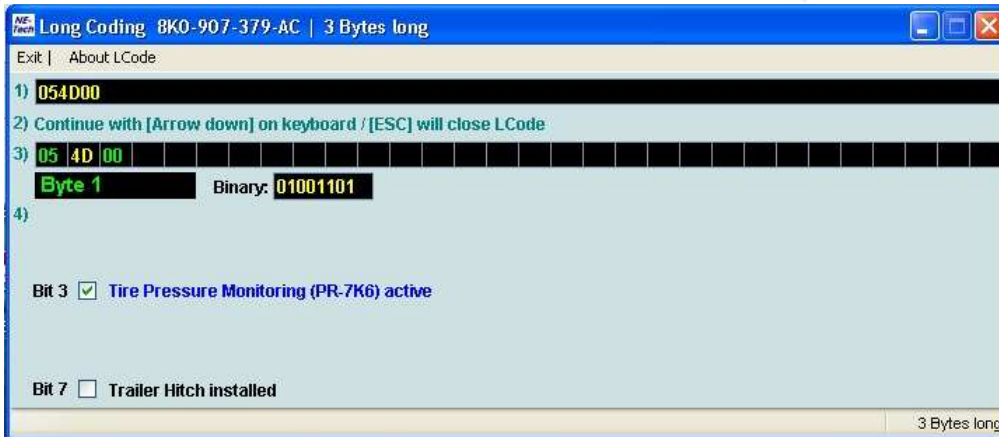 NE-Tech Long Coding 8K0-907-379-AC | 3 Bytes long
Exit | About LCode
1) 054D00
2) Continue with [Arrow down] on keyboard / [ESC] will close LCode
3) 05 4D 00
Byte 1 Binary: 01001101
4)
Bit 3 Tire Pressure Monitoring (PR-7K6) active
Bit 7 Trailer Hitch installed
3 Bytes long